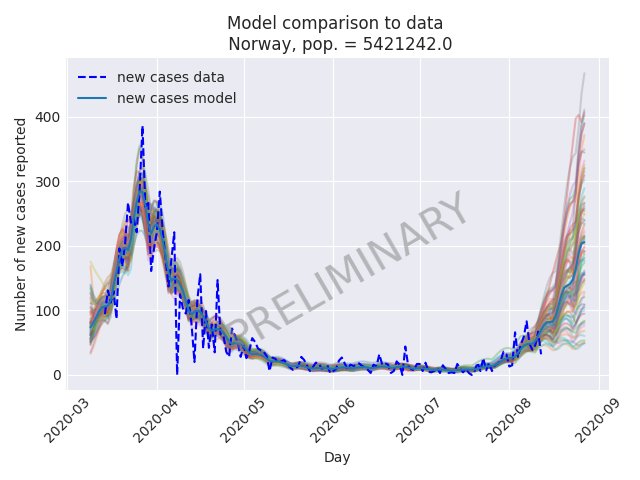 Model comparison to data
Norway, pop. = 5421242.0
new cases data
new cases model
Number of new cases reported
400
300
200
100
0
PRELIMINARY
2020-03
2020-04
2020-05
2020-06
2020-07
2020-08
2020-09
Day